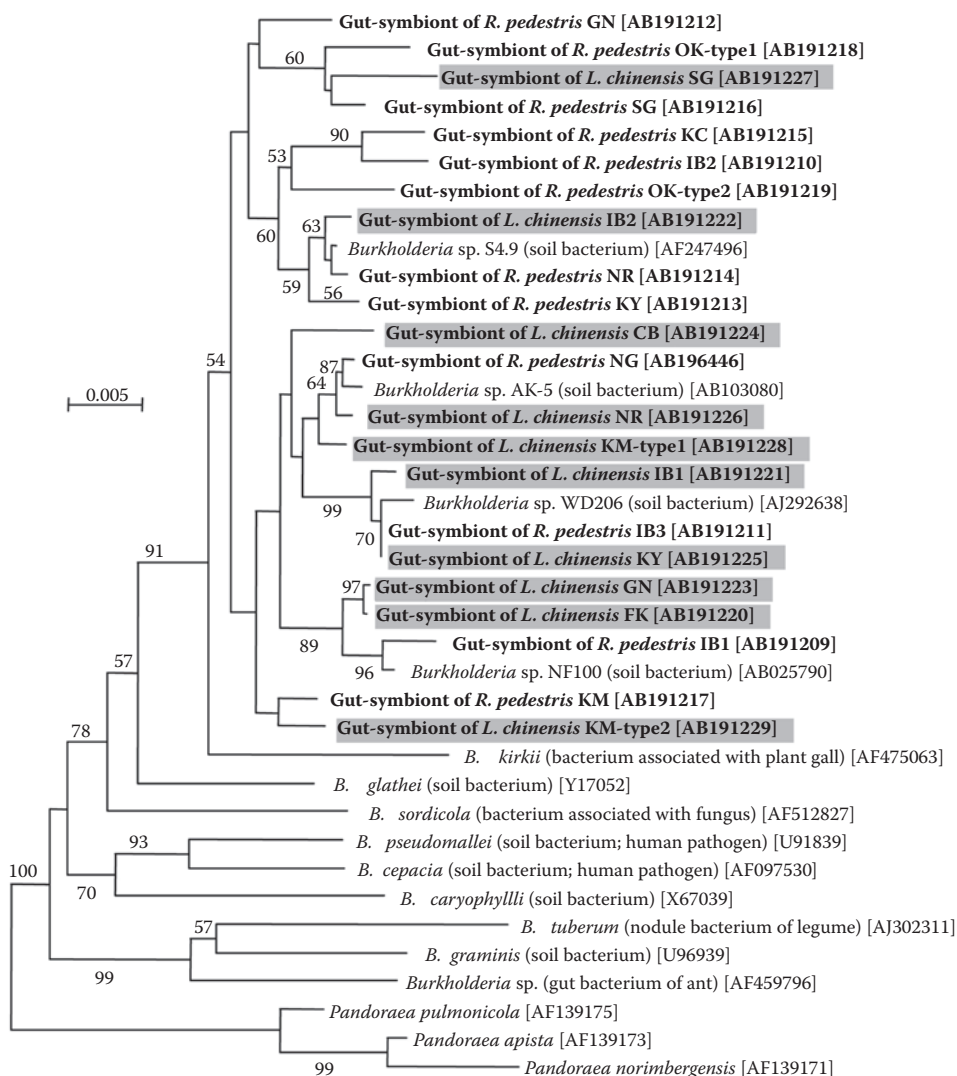 Gut-symbiont of R. pedestris GN [AB191212]
Gut-symbiont of R. pedestris OK-type1 [AB191218]
60
Gut-symbiont of L. chinensis SG [AB191227]
Gut-symbiont of R. pedestris SG [AB191216]
90
Gut-symbiont of R. pedestris KC [AB191215]
53
Gut-symbiont of R. pedestris IB2 [AB191210]
Gut-symbiont of R. pedestris OK-type2 [AB191219]
63
Gut-symbiont of L. chinensis IB2 [AB191222]
60
Burkholderia sp. S4.9 (soil bacterium) [AF247496]
Gut-symbiont of R. pedestris NR [AB191214]
59
56
Gut-symbiont of R. pedestris KY [AB191213]
Gut-symbiont of L. chinensis CB [AB191224]
54
87
Gut-symbiont of R. pedestris NG [AB196446]
64
Burkholderia sp. AK-5 (soil bacterium) [AB103080]
0.005
Gut-symbiont of L. chinensis NR [AB191226]
Gut-symbiont of L. chinensis KM-type1 [AB191228]
Gut-symbiont of L. chinensis IB1 [AB191221]
99
Burkholderia sp. WD206 (soil bacterium) [AJ292638]
70
Gut-symbiont of R. pedestris IB3 [AB191211]
91
Gut-symbiont of L. chinensis KY [AB191225]
97
Gut-symbiont of L. chinensis GN [AB191223]
Gut-symbiont of L. chinensis FK [AB191220]
89
Gut-symbiont of R. pedestris IB1 [AB191209]
57
96
Burkholderia sp. NF100 (soil bacterium) [AB025790]
Gut-symbiont of R. pedestris KM [AB191217]
78
Gut-symbiont of L. chinensis KM-type2 [AB191229]
B. kirkii (bacterium associated with plant gall) [AF475063]
B. glathei (soil bacterium) [Y17052]
B. sordicola (bacterium associated with fungus) [AF512827]
93
B. pseudomallei (soil bacterium; human pathogen) [U91839]
100
B. cepacia (soil bacterium; human pathogen) [AF097530]
70
B. caryophyllli (soil bacterium) [X67039]
57
B. tuberum (nodule bacterium of legume) [AJ302311]
B. graminis (soil bacterium) [U96939]
99
Burkholderia sp. (gut bacterium of ant) [AF459796]
Pandoraea pulmonicola [AF139175]
Pandoraea apista [AF139173]
99
Pandoraea norimbergensis [AF139171]